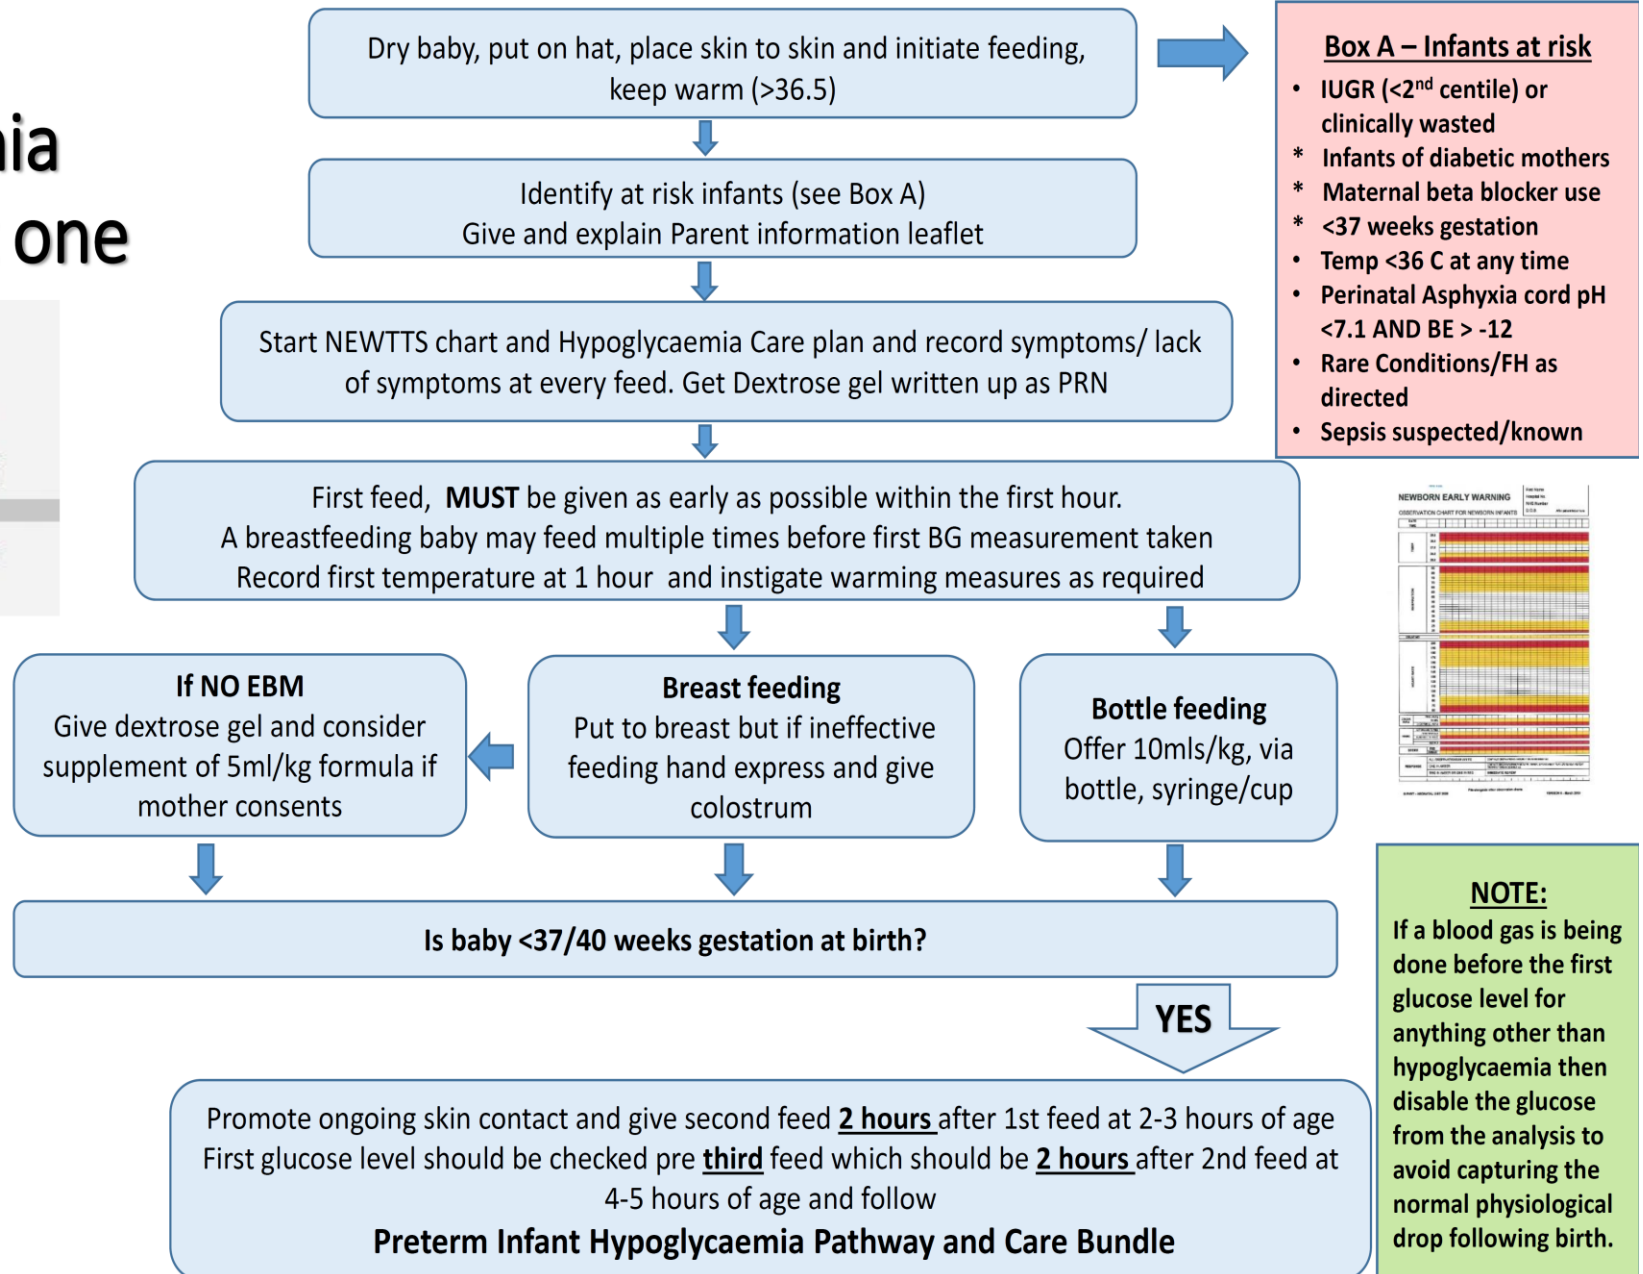 Dry baby, put on hat, place skin to skin and initiate feeding,
keep warm (>36.5)
Identify at risk infants (see Box A)
Give and explain Parent information leaflet
Start NEWTTS chart and Hypoglycaemia Care plan and record symptoms/ lack
of symptoms at every feed. Get Dextrose gel written up as PRN
First feed, MUST be given as early as possible within the first hour.
A breastfeeding baby may feed multiple times before first BG measurement taken
Record first temperature at 1 hour and instigate warming measures as required
If NO EBM
Give dextrose gel and consider
supplement of 5ml/kg formula if
mother consents
Breast feeding
Put to breast but if ineffective
feeding hand express and give
colostrum
Bottle feeding
Offer 10mls/kg, via
bottle, syringe/cup
Is baby <37/40 weeks gestation at birth?
YES
Promote ongoing skin contact and give second feed 2 hours after 1st feed at 2-3 hours of age
First glucose level should be checked pre third feed which should be 2 hours after 2nd feed at
4-5 hours of age and follow
Preterm Infant Hypoglycaemia Pathway and Care Bundle
Box A – Infants at risk
• IUGR (<2nd centile) or
clinically wasted
* Infants of diabetic mothers
* Maternal beta blocker use
* <37 weeks gestation
• Temp <36 C at any time
• Perinatal Asphyxia cord pH
<7.1 AND BE > -12
• Rare Conditions/FH as
directed
• Sepsis suspected/known
NEWBORN EARLY WARNING
OBSERVATION CHART FOR NEWBORN INFANTS
NOTE:
If a blood gas is being
done before the first
glucose level for
anything other than
hypoglycaemia then
disable the glucose
from the analysis to
avoid capturing the
normal physiological
drop following birth.
nia
one